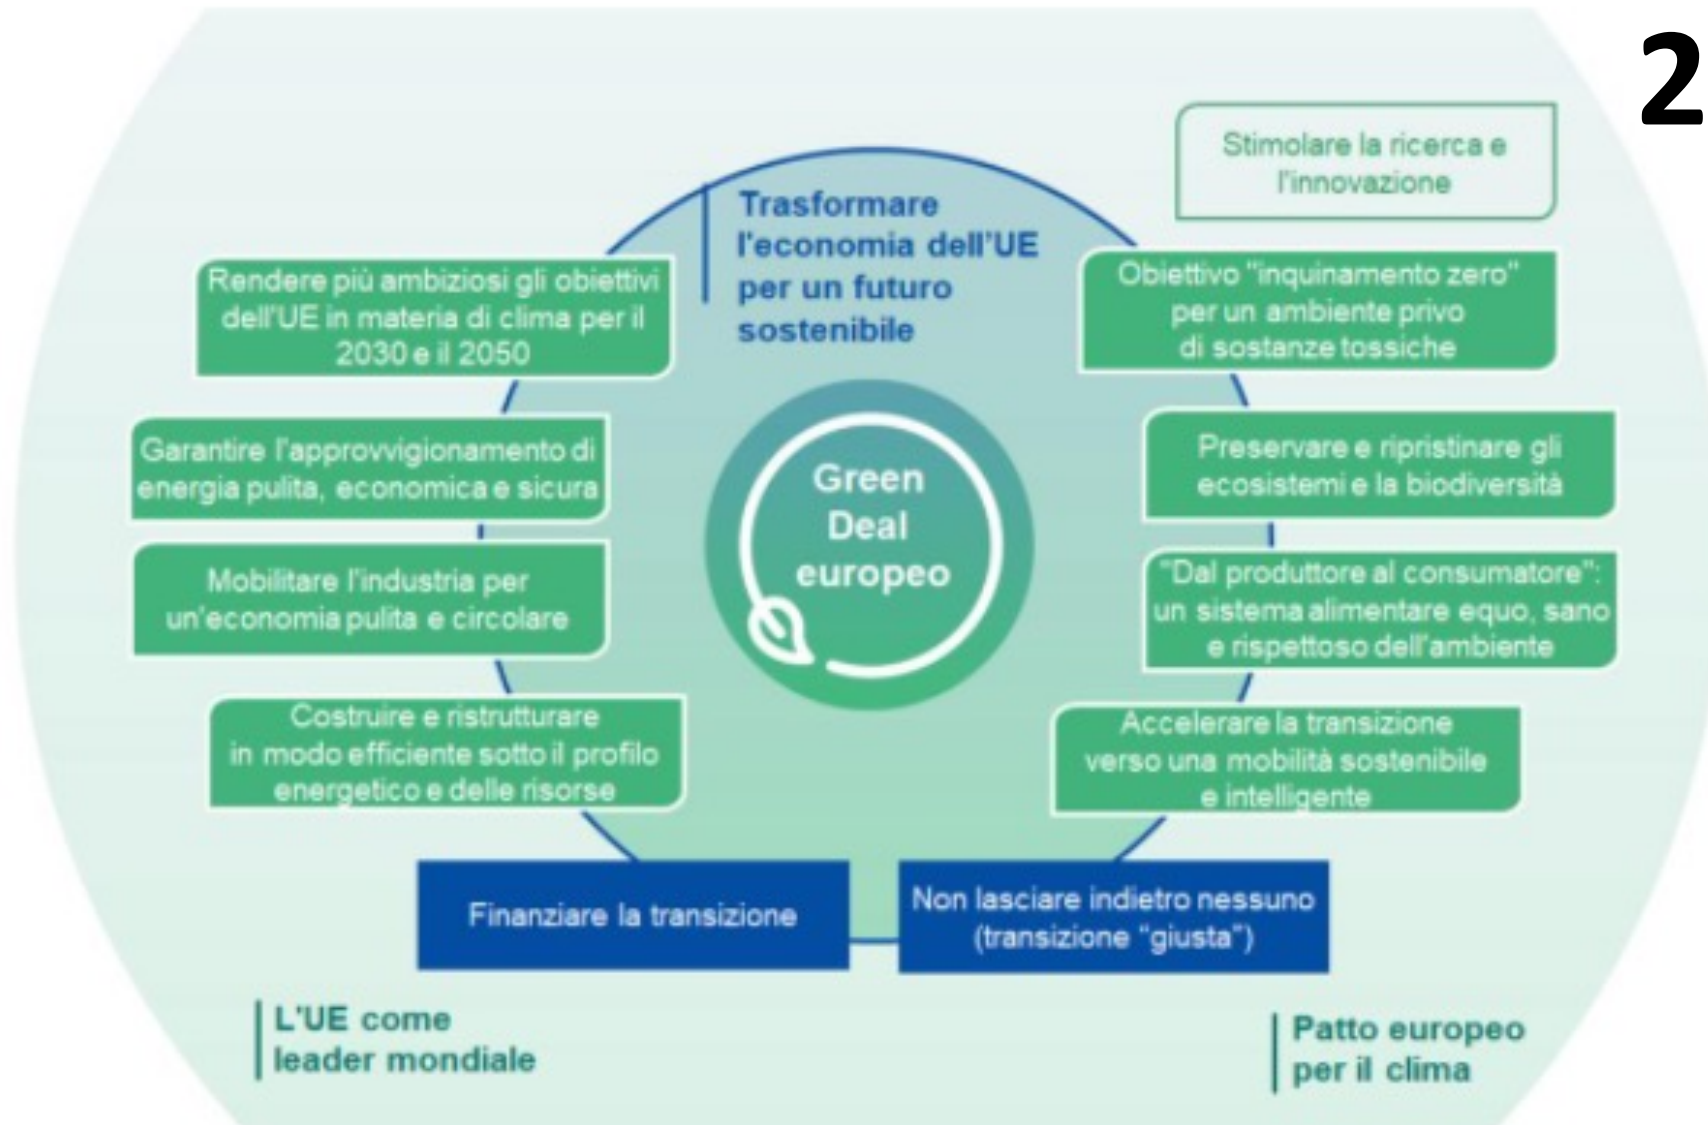 2
Stimolare la ricerca e
l'innovazione
Trasformare
l'economia dell'UE
per un futuro
sostenibile
Rendere più ambiziosi gli obiettivi
dell'UE in materia di clima per il
2030 e il 2050
Obiettivo "inquinamento zero"
per un ambiente privo
di sostanze tossiche
Garantire l'approvvigionamento di
energia pulita, economica e sicura
Preservare e ripristinare gli
ecosistemi e la biodiversità
Green
Deal
europeo
Mobilitare l'industria per
un'economia pulita e circolare
"Dal produttore al consumatore":
un sistema alimentare equo, sano
e rispettoso dell'ambiente
Costruire e ristrutturare
in modo efficiente sotto il profilo
energetico e delle risorse
Accelerare la transizione
verso una mobilità sostenibile
e intelligente
Finanziare la transizione
Non lasciare indietro nessuno
(transizione “giusta”)
L'UE come
leader mondiale
Patto europeo
per il clima